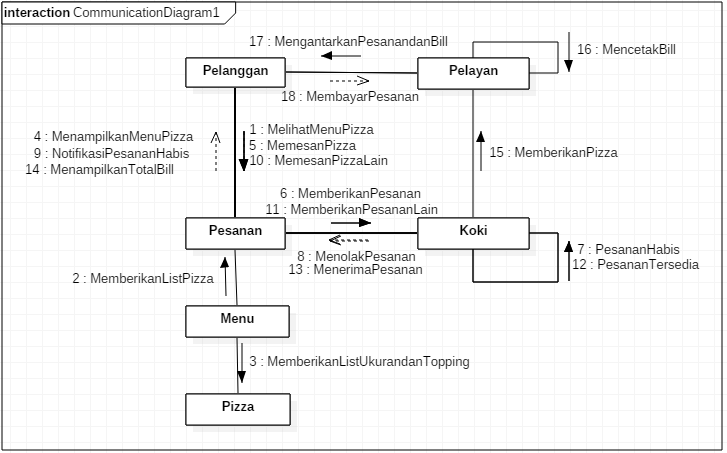 interaction CommunicationDiagram1
17 : MengantarkanPesanandanBill
Pelanggan
Pelayan
16 : MencetakBill
18 : MembayarPesanan
4 : MenampilkanMenuPizza
9 : NotifikasiPesananHabis
14 : MenampilkanTotalBill
1 : MelihatMenuPizza
5 : MemesanPizza
10 : MemesanPizzaLain
15 : MemberikanPizza
6 : MemberikanPesanan
11 : MemberikanPesananLain
Pesanan
Koki
8 : MenolakPesanan
13 : MenerimaPesanan
7 : PesananHabis
12 : PesananTersedia
2 : MemberikanListPizza
Menu
3 : MemberikanListUkurandanTopping
Pizza